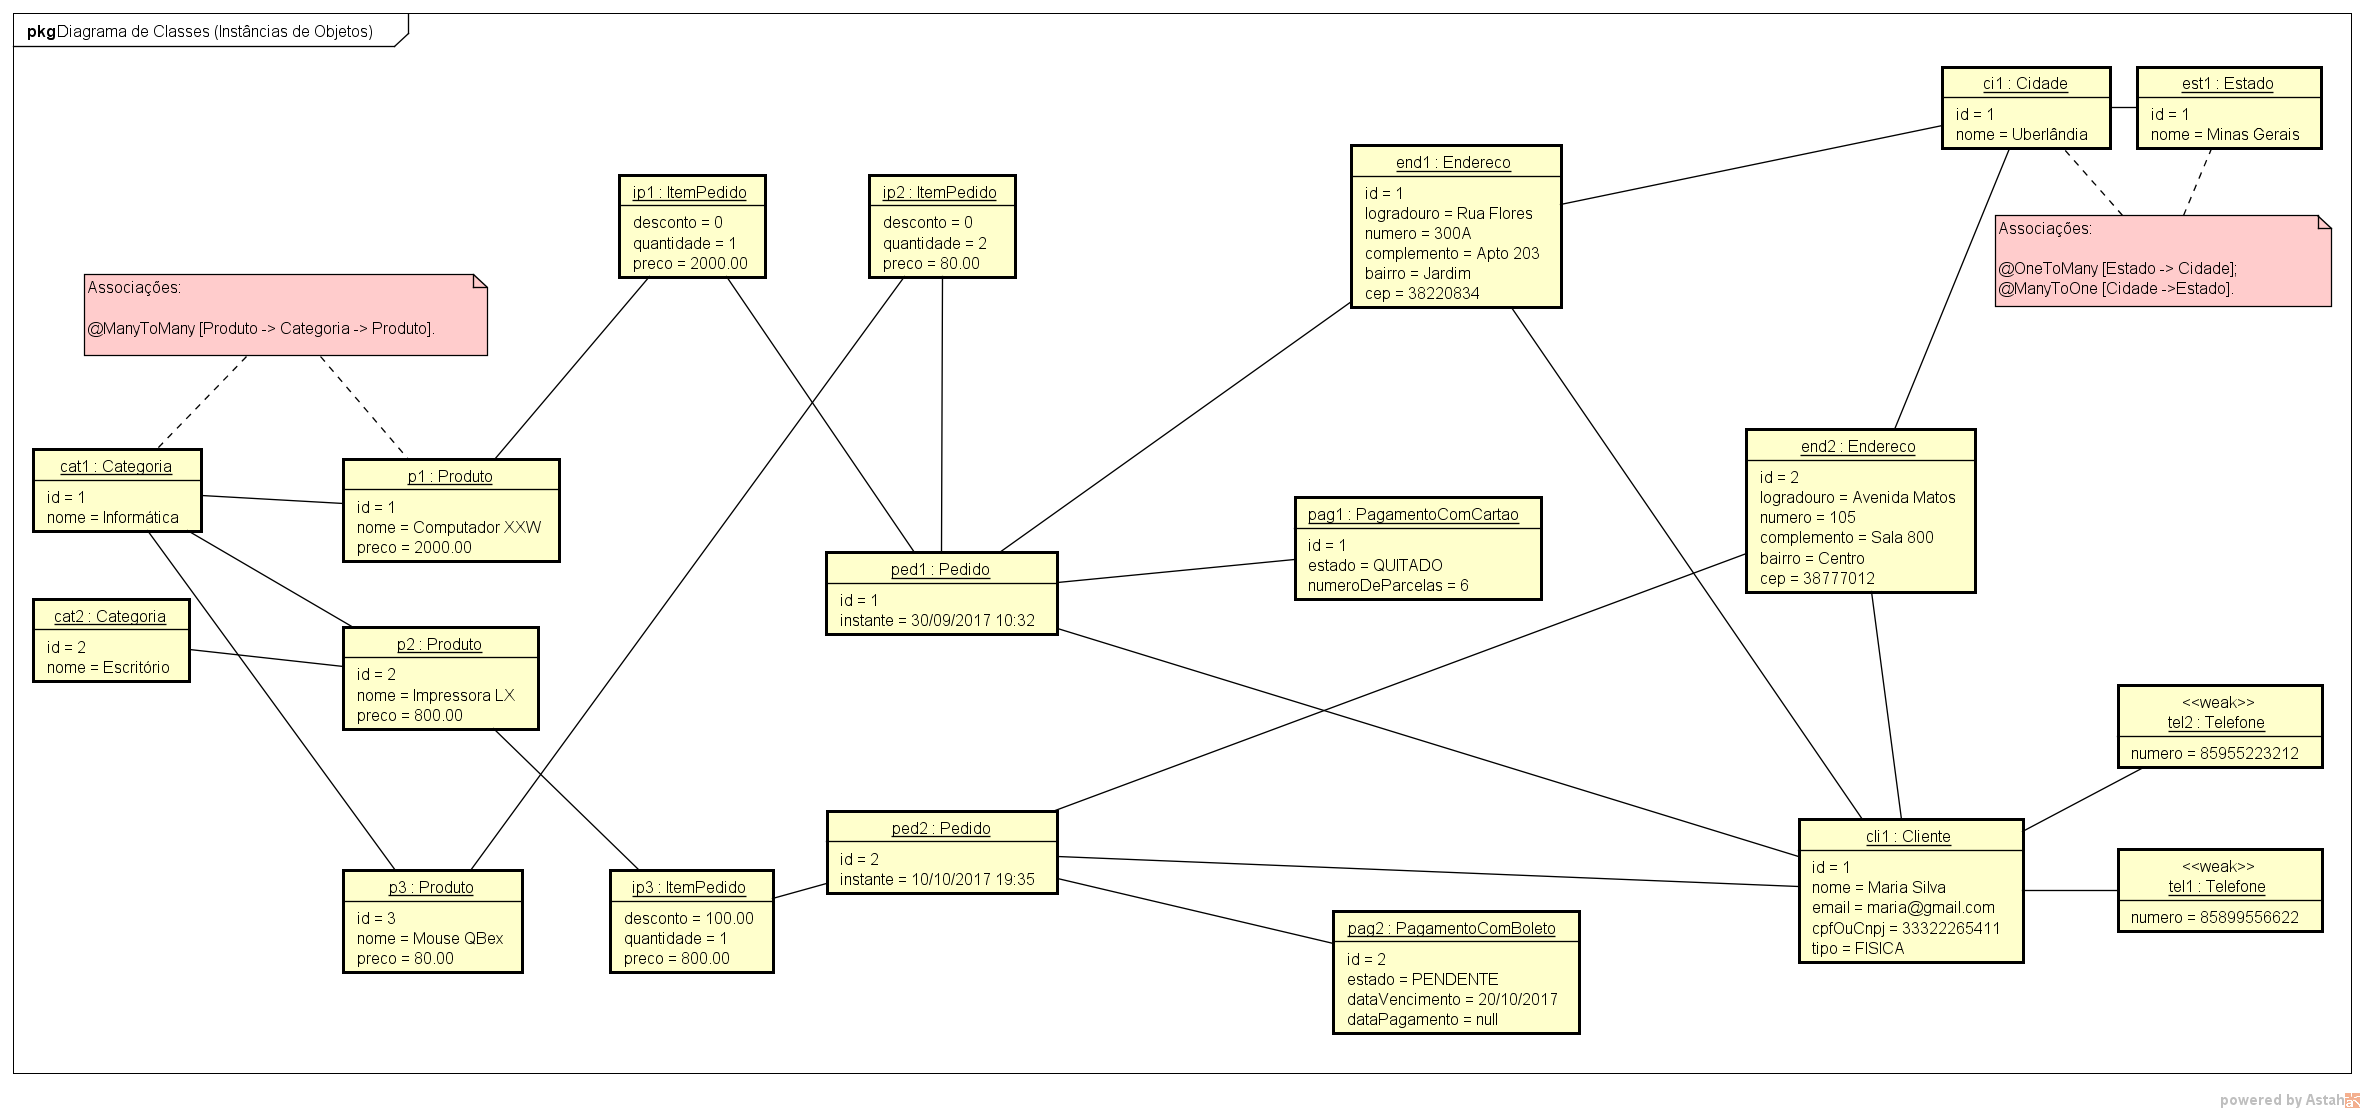 pkg Diagrama de Classes (Instâncias de Objetos)
ci1 : Cidade
id = 1
nome = Uberlândia
est1 : Estado
id = 1
nome = Minas Gerais
end1 : Endereco
id = 1
logradouro = Rua Flores
numero = 300A
complemento = Apto 203
bairro = Jardim
cep = 38220834
ip1 : ItemPedido
desconto = 0
quantidade = 1
preco = 2000.00
ip2 : ItemPedido
desconto = 0
quantidade = 2
preco = 80.00
Associações:
@OneToMany [Estado -> Cidade];
@ManyToOne [Cidade ->Estado].
Associações:
@ManyToMany [Produto -> Categoria -> Produto].
cat1 : Categoria
id = 1
nome = Informática
p1 : Produto
id = 1
nome = Computador XXW
preco = 2000.00
end2 : Endereco
id = 2
logradouro = Avenida Matos
numero = 105
complemento = Sala 800
bairro = Centro
cep = 38777012
pag1 : PagamentoComCartao
id = 1
estado = QUITADO
numeroDeParcelas = 6
ped1 : Pedido
id = 1
instante = 30/09/2017 10:32
cat2 : Categoria
id = 2
nome = Escritório
p2 : Produto
id = 2
nome = Impressora LX
preco = 800.00
<<weak>>
tel2 : Telefone
numero = 85955223212
ped2 : Pedido
id = 2
instante = 10/10/2017 19:35
cli1 : Cliente
id = 1
nome = Maria Silva
email = maria@gmail.com
cpfOuCnpj = 33322265411
tipo = FISICA
<<weak>>
tel1 : Telefone
numero = 85899556622
p3 : Produto
id = 3
nome = Mouse QBex
preco = 80.00
ip3 : ItemPedido
desconto = 100.00
quantidade = 1
preco = 800.00
pag2 : PagamentoComBoleto
id = 2
estado = PENDENTE
dataVencimento = 20/10/2017
dataPagamento = null
powered by Astah